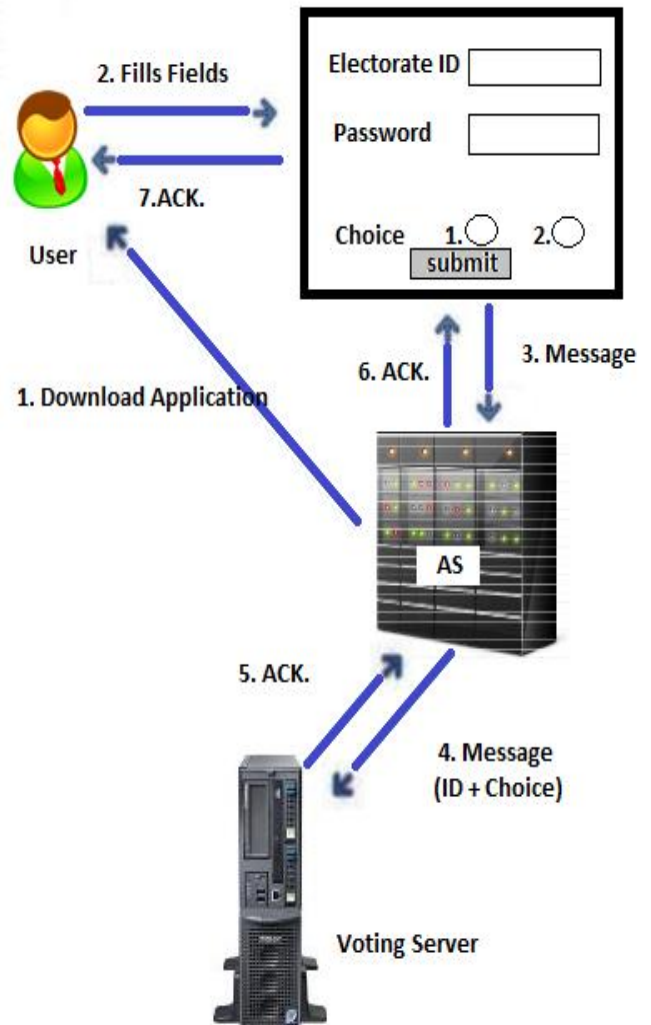 2. Fills Fields
Electorate ID
Password
7.ACK.
User
Choice 1. 2.
submit
3. Message
6. ACK.
1. Download Application
AS
5. ACK.
4. Message
(ID + Choice)
Voting Server